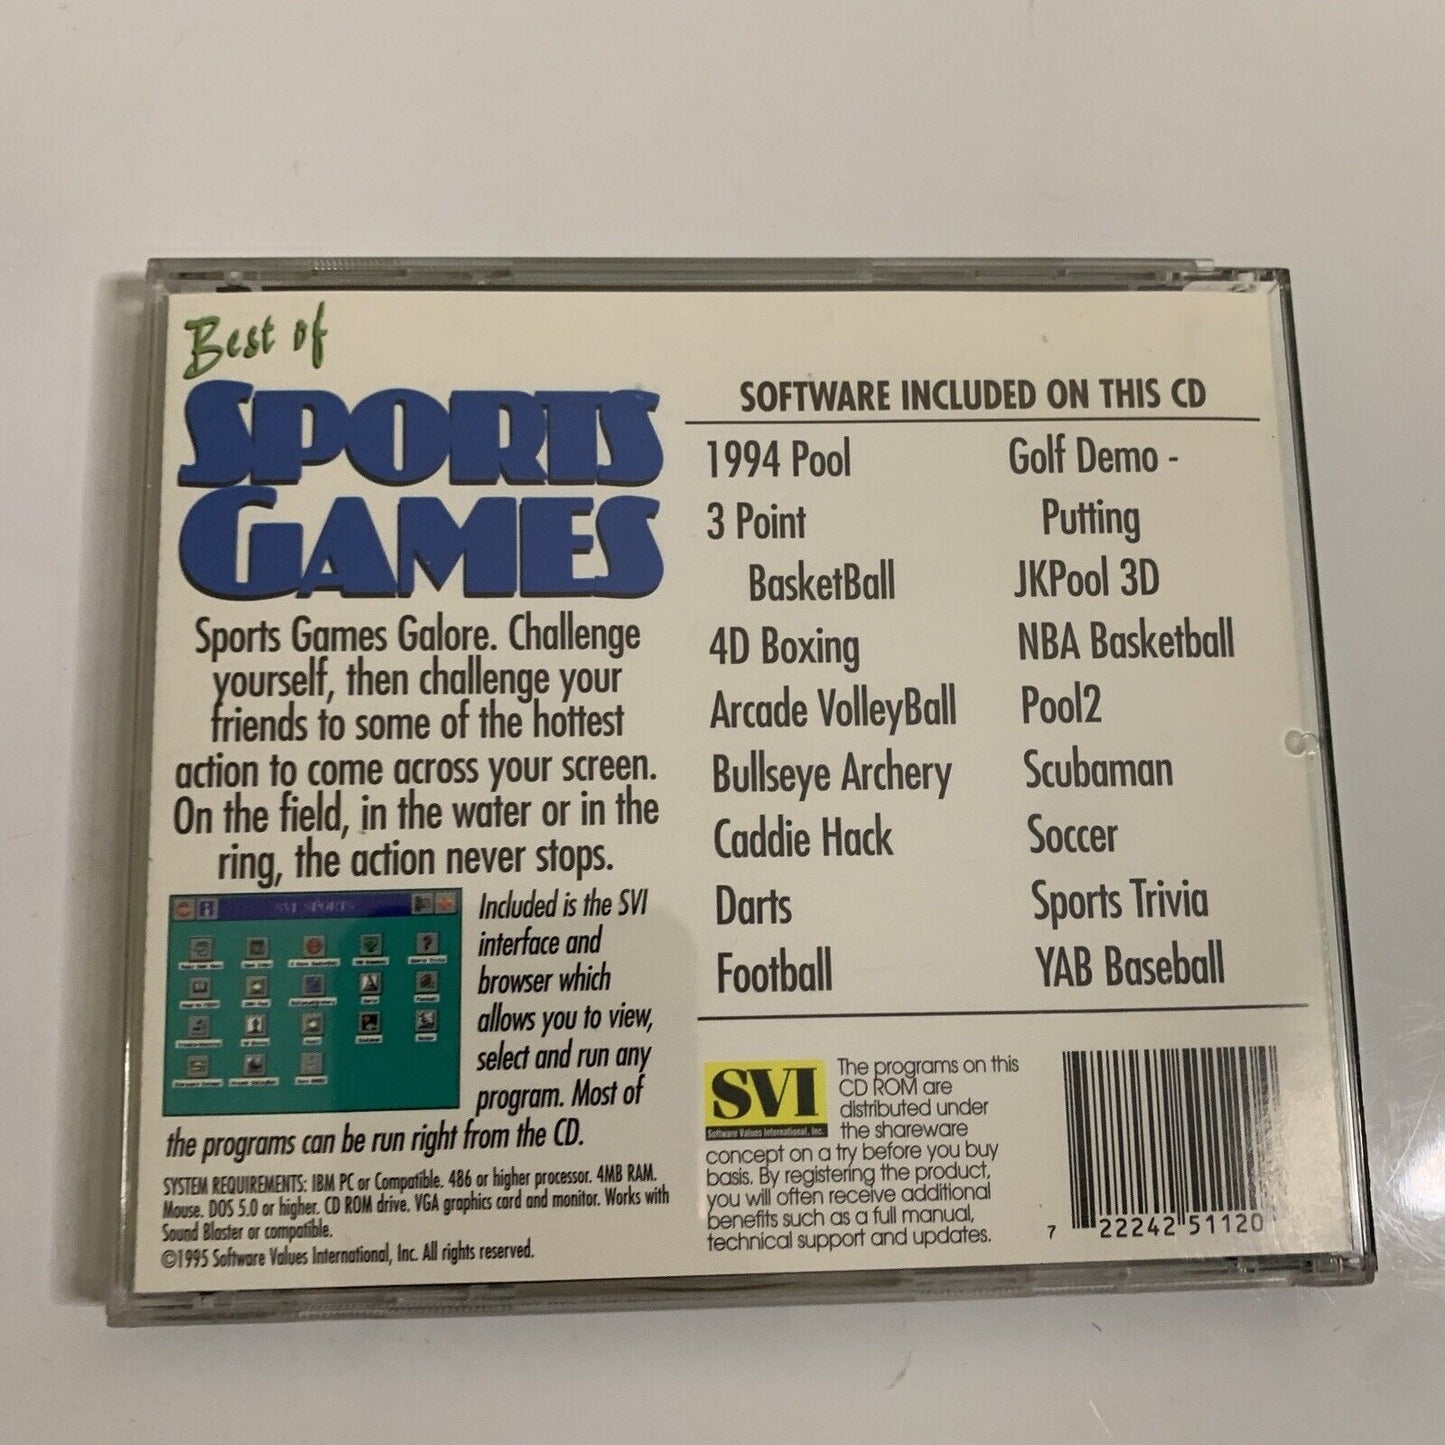 Best of
SPORTS
GAMES
Sports Games Galore. Challenge
yourself, then challenge your
friends to some of the hottest
action to come across your screen.
On the field, in the water or in the
ring, the action never stops.
SVI SPORTS
Included is the SVI
interface and
browser which
allows you to view,
select and run any
program. Most of
the programs can be run right from the CD.
SYSTEM REQUIREMENTS: IBM PC or Compatible. 486 or higher processor. 4MB RAM.
Mouse. DOS 5.0 or higher. CD ROM drive. VGA graphics card and monitor. Works with
Sound Blaster or compatible.
©1995 Software Values International, Inc. All rights reserved.
SOFTWARE INCLUDED ON THIS CD
1994 Pool
3 Point
BasketBall
4D Boxing
Arcade VolleyBall
Bullseye Archery
Caddie Hack
Darts
Football
Golf Demo -
Putting
JKPool 3D
NBA Basketball
Pool2
Scubaman
Soccer
Sports Trivia
YAB Baseball
SVI
Software Values International, Inc.
The programs on this
CD ROM are
distributed under
the shareware
concept on a try before you buy
basis. By registering the product,
you will often receive additional
benefits such as a full manual,
technical support and updates.
7 22242 51120